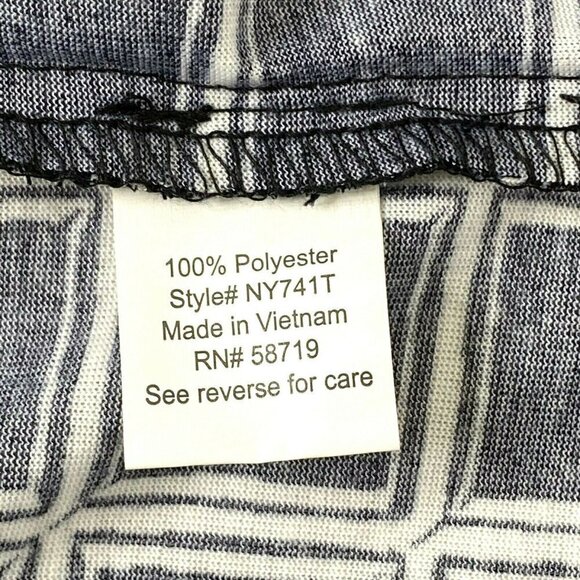 100% Polyester
Style# NY741T
Made in Vietnam
RN# 58719
See reverse for care